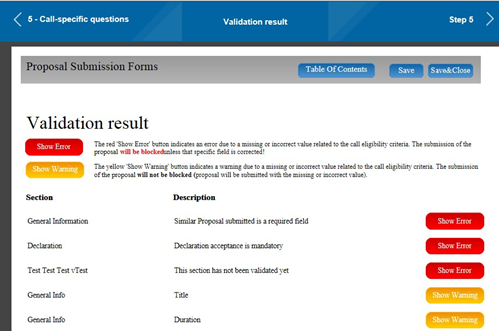 5 - Call-specific questions Validation result Step 5
Proposal Submission Forms Table Of Contents Save Save&Close
Validation result
Show Error The red 'Show Error' button indicates an error due to a missing or incorrect value related to the call eligibility criteria. The submission of the
proposal will be blockedunless that specific field is corrected!
Show Warning The yellow 'Show Warning' button indicates a warning due to a missing or incorrect value related to the call eligibility criteria. The submission
of the proposal will not be blocked (proposal will be submitted with the missing or incorrect value).
Section Description
General Information Similar Proposal submitted is a required field Show Error
Declaration Declaration acceptance is mandatory Show Error
Test Test Test vTest This section has not been validated yet Show Error
General Info Title Show Warning
General Info Duration Show Warning